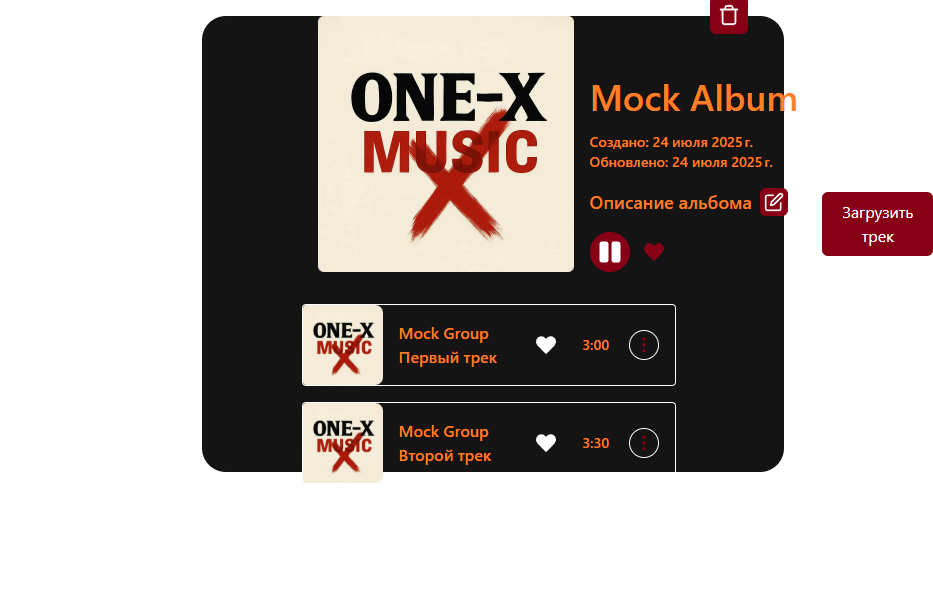 ONE-X
MUSIC
Mock Album
Создано: 24 июля 2025 г.
Обновлено: 24 июля 2025 г.
Описание альбома
Загрузить
трек
ONE-X
MUSIC
Mock Group
Первый трек
3:00
ONE-X
MUSIC
Mock Group
Второй трек
3:30